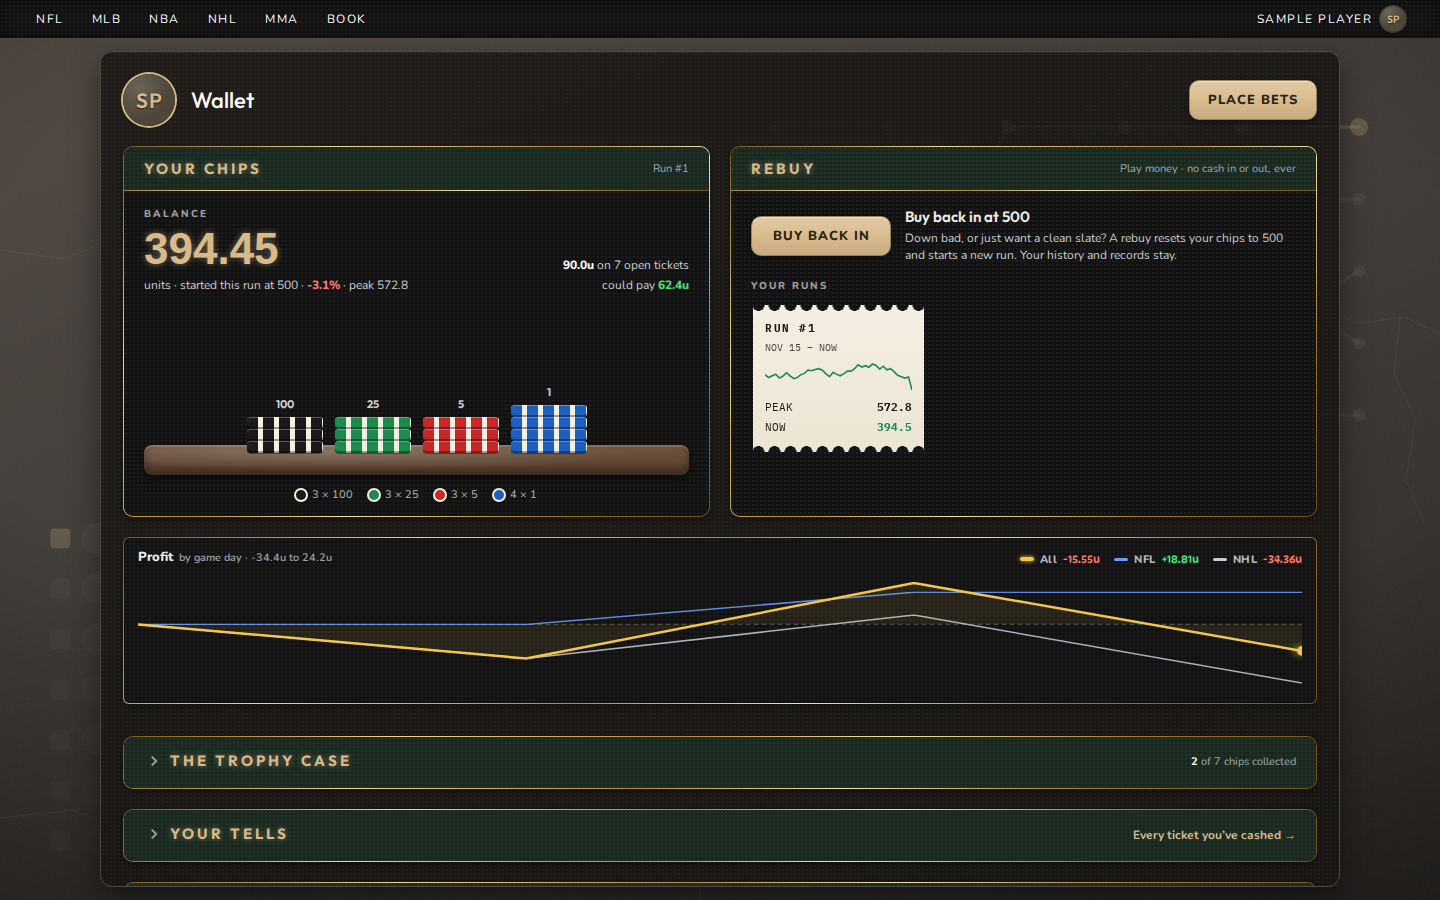 NFL MLB NBA NHL MMA BOOK
SAMPLE PLAYER SP
SP Wallet
PLACE BETS
YOUR CHIPS Run #1
BALANCE
394.45
90.0u on 7 open tickets
units · started this run at 500 · -3.1% · peak 572.8
could pay 62.4u
100 25 5 1
3 × 100 3 × 25 3 × 5 4 × 1
REBUY Play money · no cash in or out, ever
BUY BACK IN
Buy back in at 500
Down bad, or just want a clean slate? A rebuy resets your chips to 500
and starts a new run. Your history and records stay.
YOUR RUNS
RUN #1
NOV 15 – NOW
PEAK 572.8
NOW 394.5
Profit by game day · -34.4u to 24.2u
All -15.55u NFL +18.81u NHL -34.36u
THE TROPHY CASE 2 of 7 chips collected
YOUR TELLS Every ticket you've cashed →